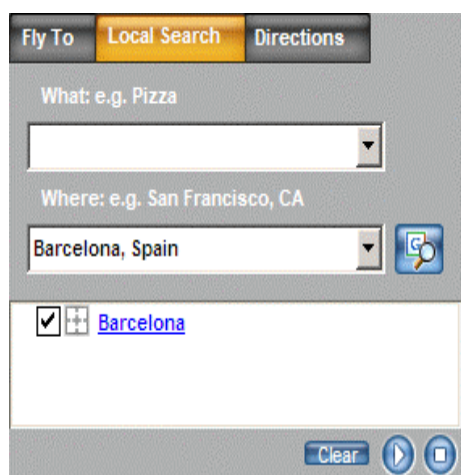 Fly To Local Search Directions
What: e.g. Pizza
Where: e.g. San Francisco, CA
Barcelona, Spain
G
Barcelona
Clear